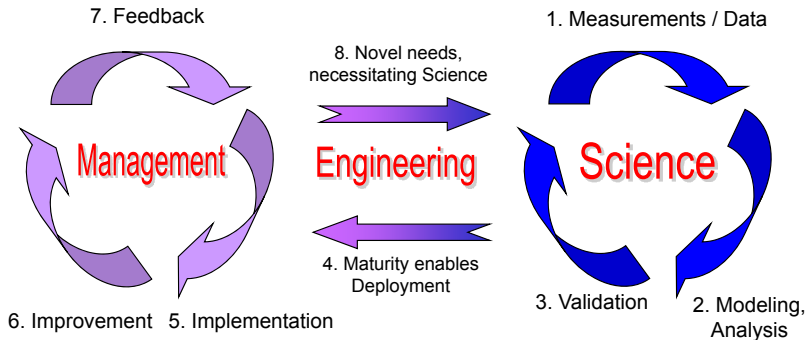 7. Feedback
1. Measurements / Data
8. Novel needs,
necessitating Science
Management
Engineering
Science
4. Maturity enables
Deployment
6. Improvement
5. Implementation
3. Validation
2. Modeling,
Analysis